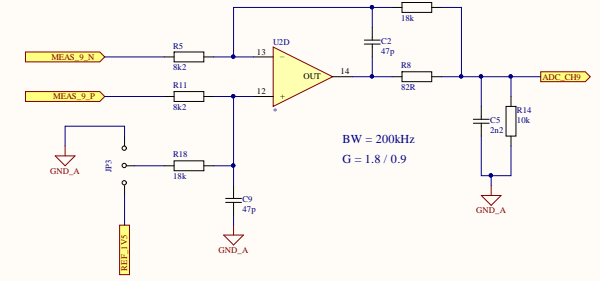 18k
C2
47p
R5
8k2
MEAS_9_N
U2D
13
14
OUT
R8
82R
ADC_CH9
R11
8k2
MEAS_9_P
12
*
C5
2n2
R14
10k
BW = 200kHz
G = 1.8 / 0.9
GND_A
JP3
R18
18k
C9
47p
GND_A
GND_A
REF_1V5